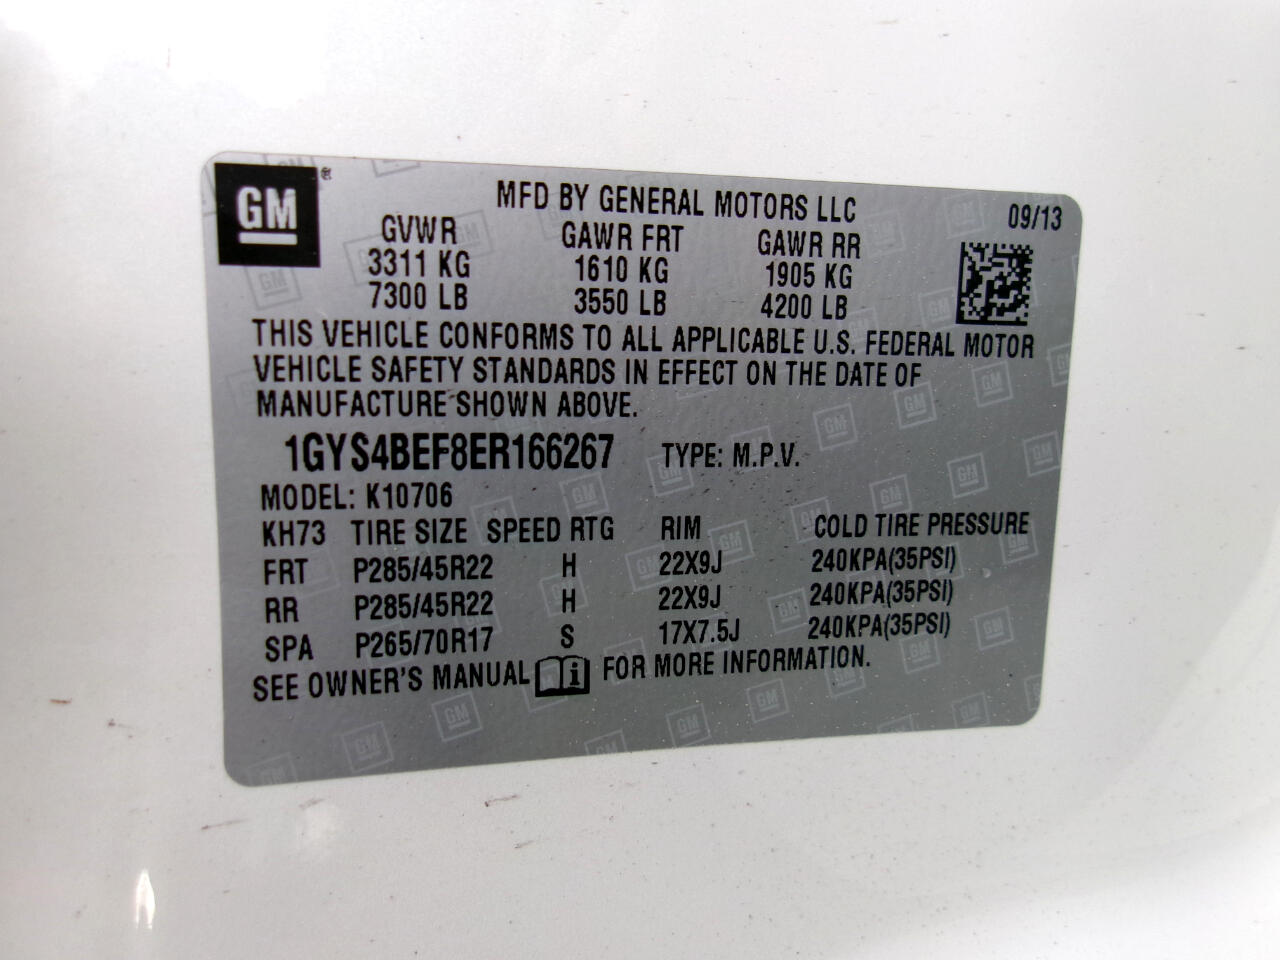 GM ®
MFD BY GENERAL MOTORS LLC 09/13
GVWR GAWR FRT GAWR RR
3311 KG 1610 KG 1905 KG
7300 LB 3550 LB 4200 LB
THIS VEHICLE CONFORMS TO ALL APPLICABLE U.S. FEDERAL MOTOR
VEHICLE SAFETY STANDARDS IN EFFECT ON THE DATE OF
MANUFACTURE SHOWN ABOVE.
1GYS4BEF8ER166267 TYPE: M.P.V.
MODEL: K10706
KH73 TIRE SIZE SPEED RTG RIM COLD TIRE PRESSURE
FRT P285/45R22 H 22X9J 240KPA(35PSI)
RR P285/45R22 H 22X9J 240KPA(35PSI)
SPA P265/70R17 S 17X7.5J 240KPA(35PSI)
SEE OWNER'S MANUAL i FOR MORE INFORMATION.